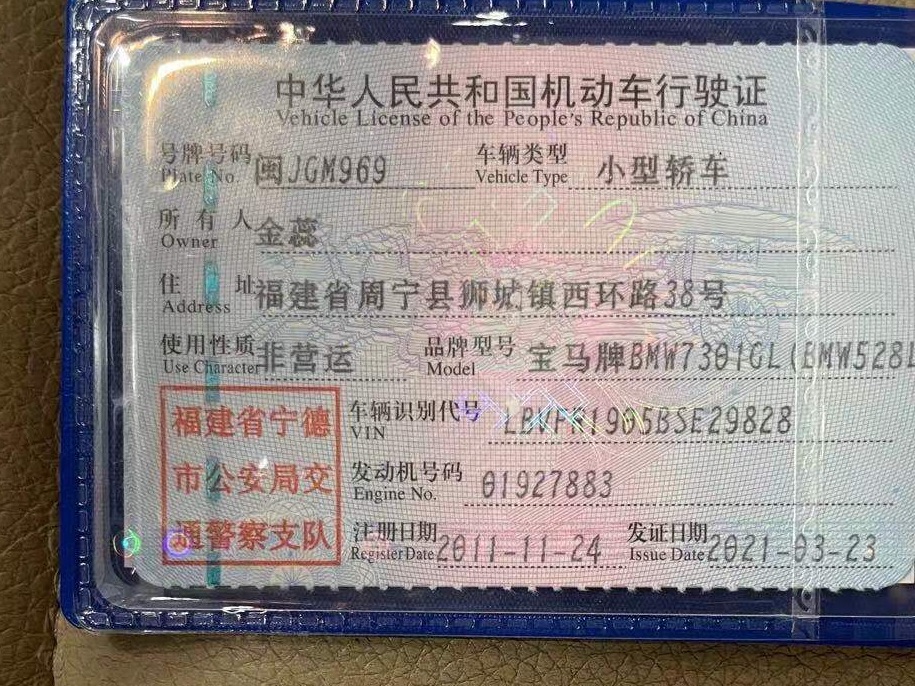 中华人民共和国机动车行驶证
Vehicle License of the People's Republic of China
号牌号码 闽JGM969 车辆类型 小型轿车
Plate No. Vehicle Type
所有人 金蕊
Owner
住址 福建省周宁县狮城镇西环路38号
Address
使用性质 非营运 品牌型号 宝马牌BMW7301GL(BMW528L
Use Character Model
福建省宁德
市公安局交
通警察支队
车辆识别代号
VIN
发动机号码 01927883
Engine No.
注册日期 2011-11-24 发证日期 2021-03-23
Register Date Issue Date